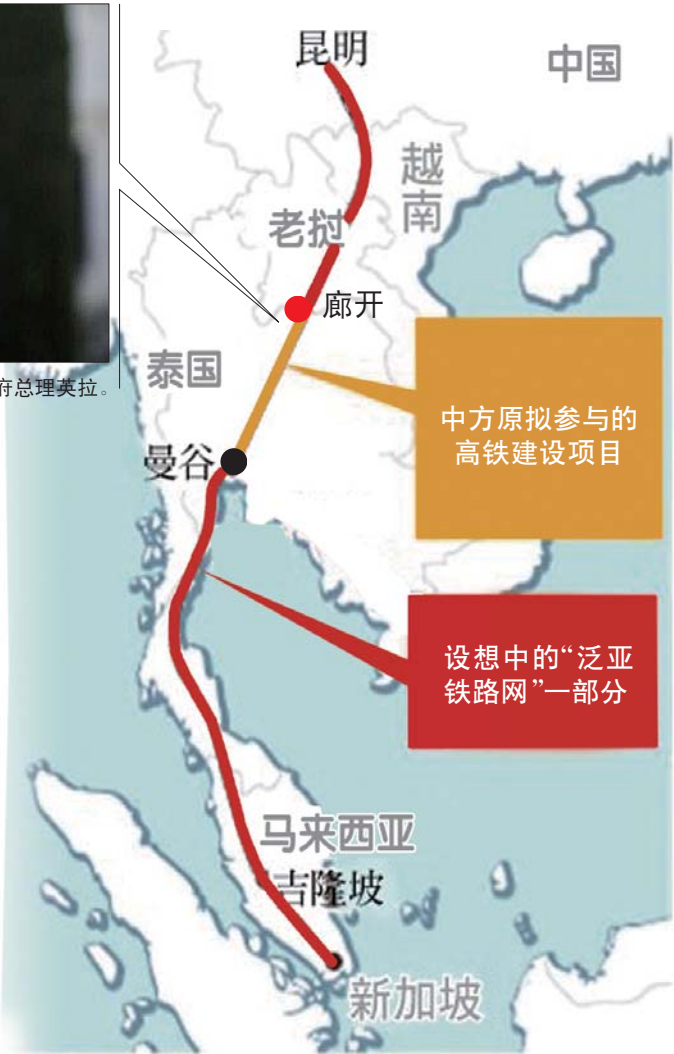 昆明
中国
越南
老挝
廊开
府总理英拉。
泰国
中方原拟参与的
高铁建设项目
曼谷
设想中的“泛亚
铁路网”一部分
马来西亚
吉隆坡
新加坡